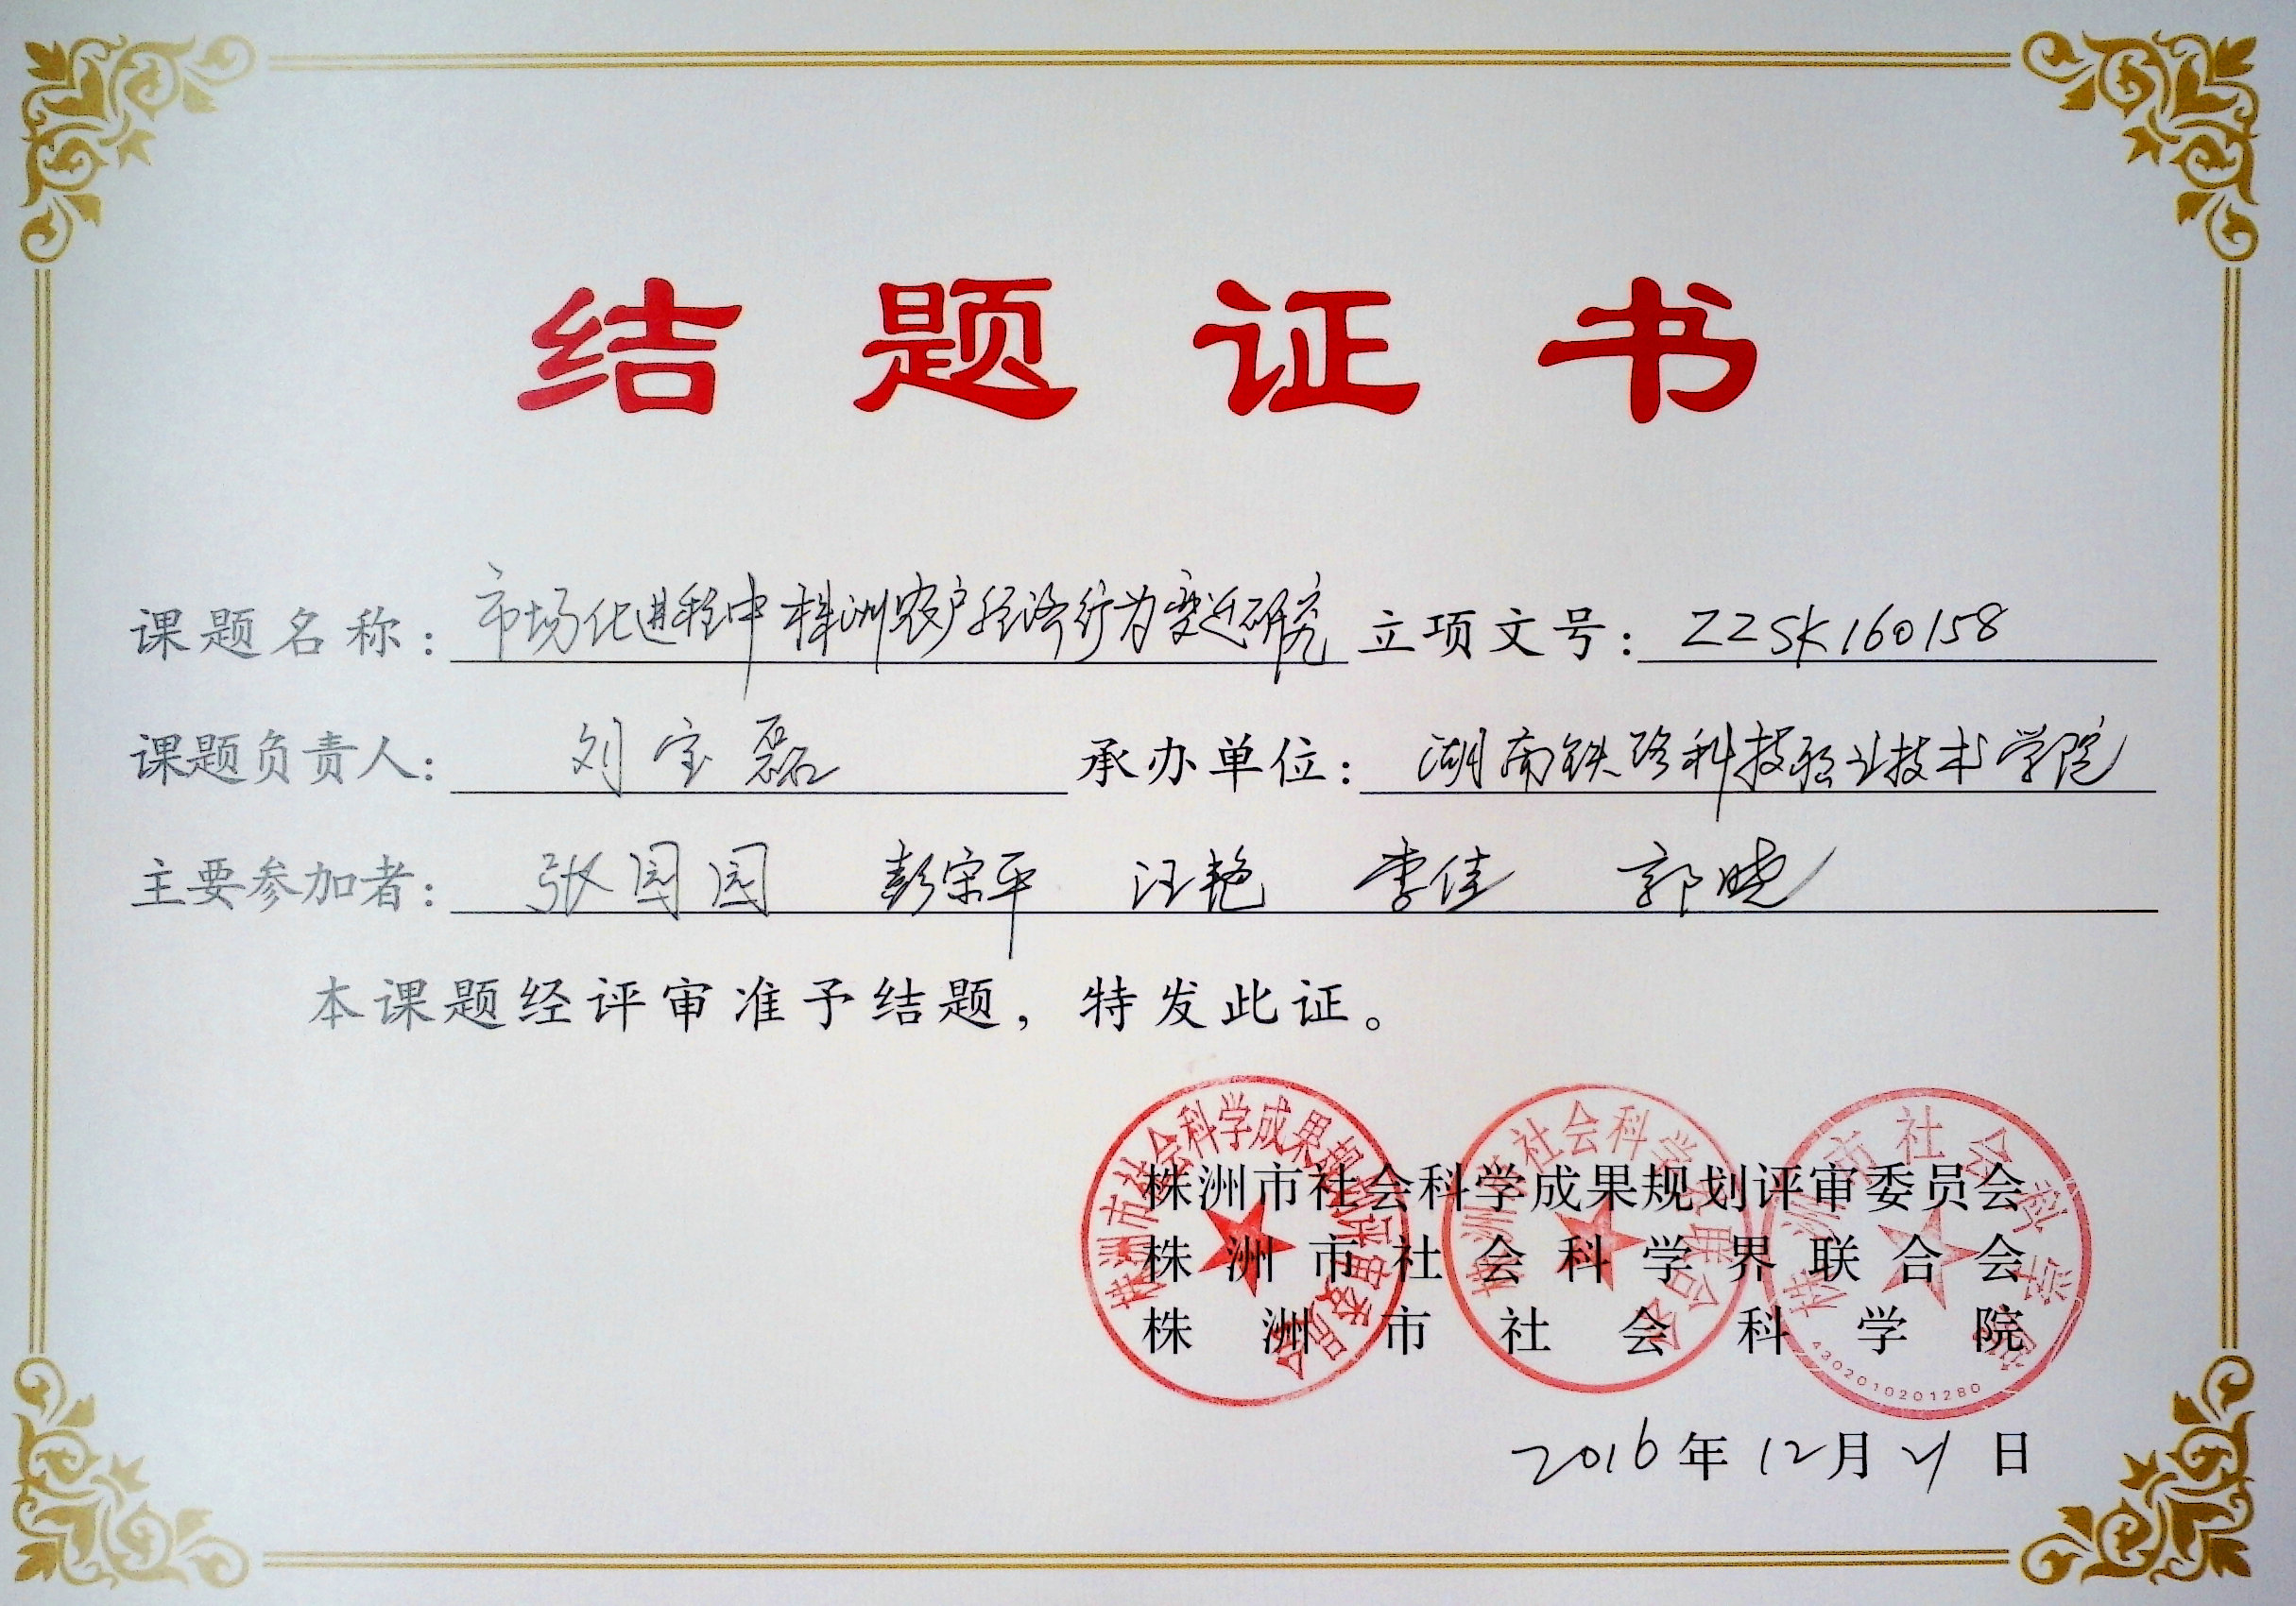 结题证书
课题名称：市场化进程中株洲农户经济行为变迁研究 立项文号：ZZSK160158
课题负责人：刘宝磊 承办单位：湖南铁路科技职业技术学院
主要参加者：张园园 彭宗平 汪艳 李佳 郭晓
本课题经评审准予结题，特发此证。
株洲市社会科学成果规划评审委员会
株洲市社会科学界联合会
株洲市社会科学院
4302010201280
2016年12月21日